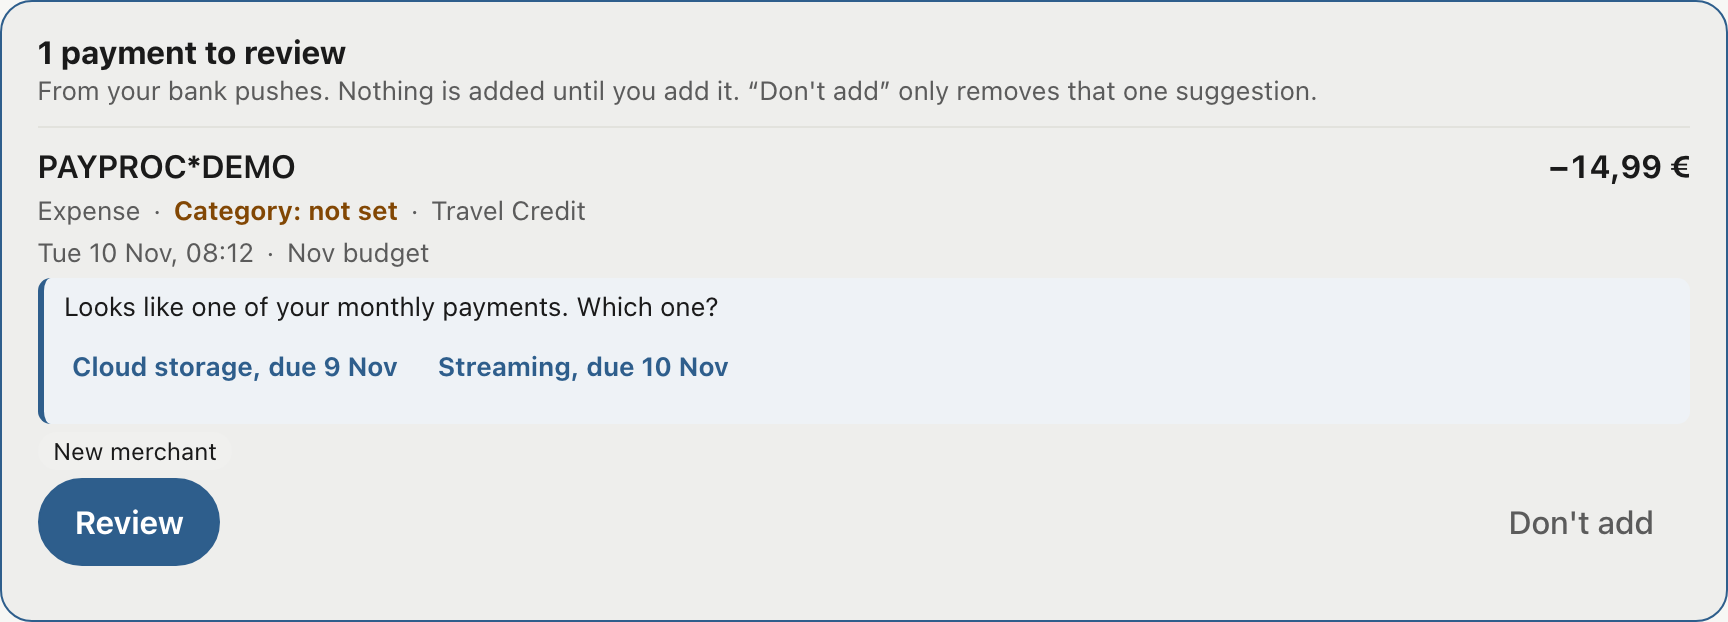 1 payment to review
From your bank pushes. Nothing is added until you add it. “Don't add” only removes that one suggestion.
PAYPROC*DEMO −14,99 €
Expense · Category: not set · Travel Credit
Tue 10 Nov, 08:12 · Nov budget
Looks like one of your monthly payments. Which one?
Cloud storage, due 9 Nov Streaming, due 10 Nov
New merchant
Review Don't add